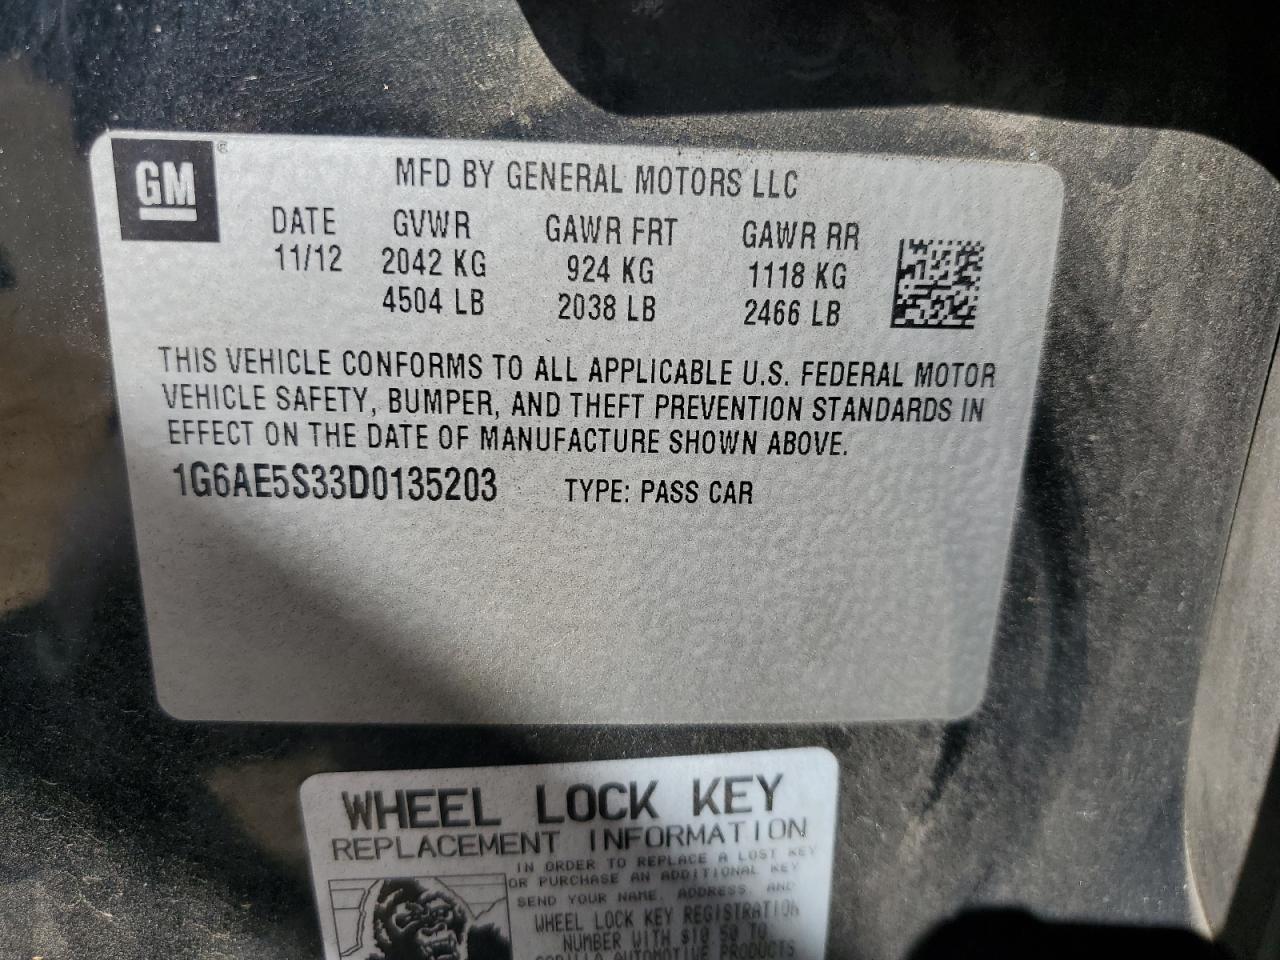 GM ®
MFD BY GENERAL MOTORS LLC
DATE GVWR GAWR FRT GAWR RR
11/12 2042 KG 924 KG 1118 KG
4504 LB 2038 LB 2466 LB
THIS VEHICLE CONFORMS TO ALL APPLICABLE U.S. FEDERAL MOTOR
VEHICLE SAFETY, BUMPER, AND THEFT PREVENTION STANDARDS IN
EFFECT ON THE DATE OF MANUFACTURE SHOWN ABOVE.
1G6AE5S33D0135203 TYPE: PASS CAR
WHEEL LOCK KEY
REPLACEMENT INFORMATION
IN ORDER TO REPLACE A LOST KEY
OR PURCHASE AN ADDITIONAL KEY
SEND YOUR NAME, ADDRESS, AND
WHEEL LOCK KEY REGISTRATION
NUMBER WITH $10.50 TO
GORILLA AUTOMOTIVE PRODUCTS